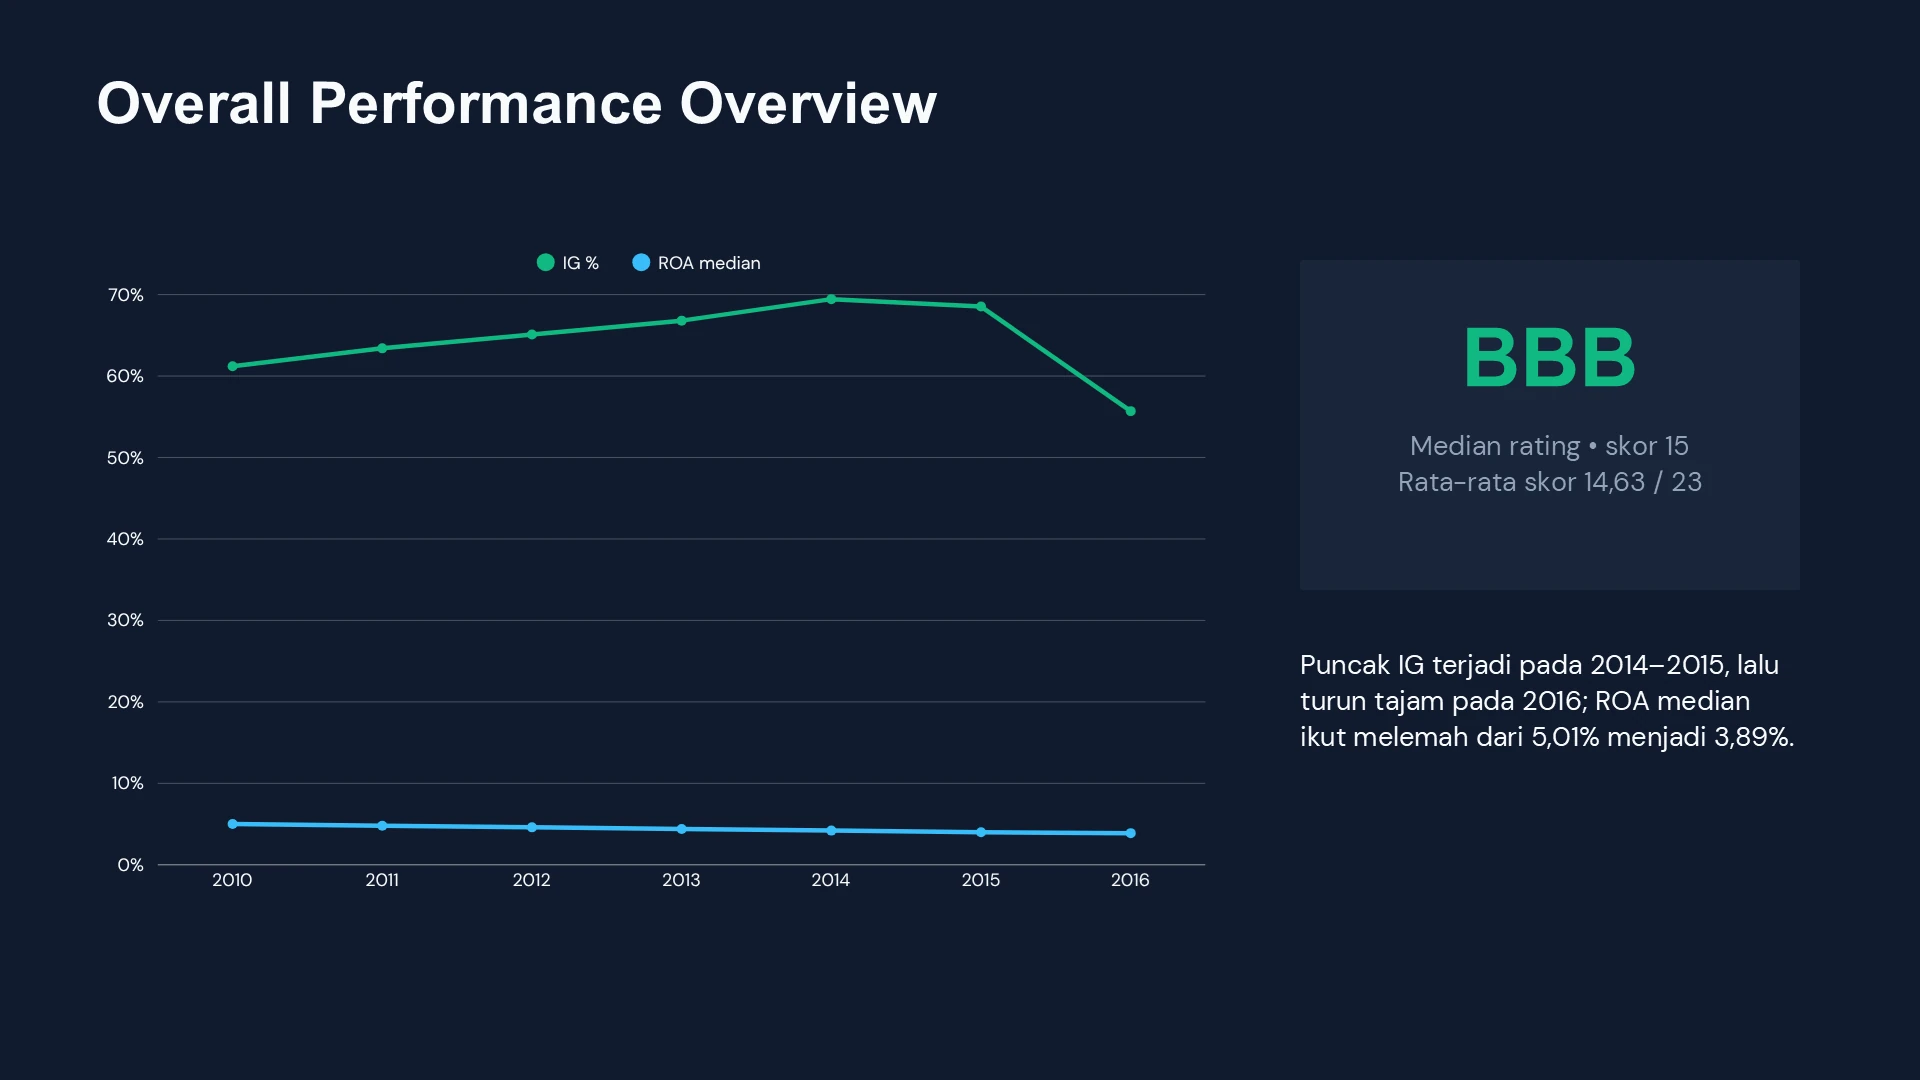 Overall Performance Overview
IG %
ROA median
70%
60%
50%
40%
30%
20%
10%
0%
2010
2011
2012
2013
2014
2015
2016
BBB
Median rating • skor 15
Rata-rata skor 14,63 / 23
Puncak IG terjadi pada 2014–2015, lalu
turun tajam pada 2016; ROA median
ikut melemah dari 5,01% menjadi 3,89%.